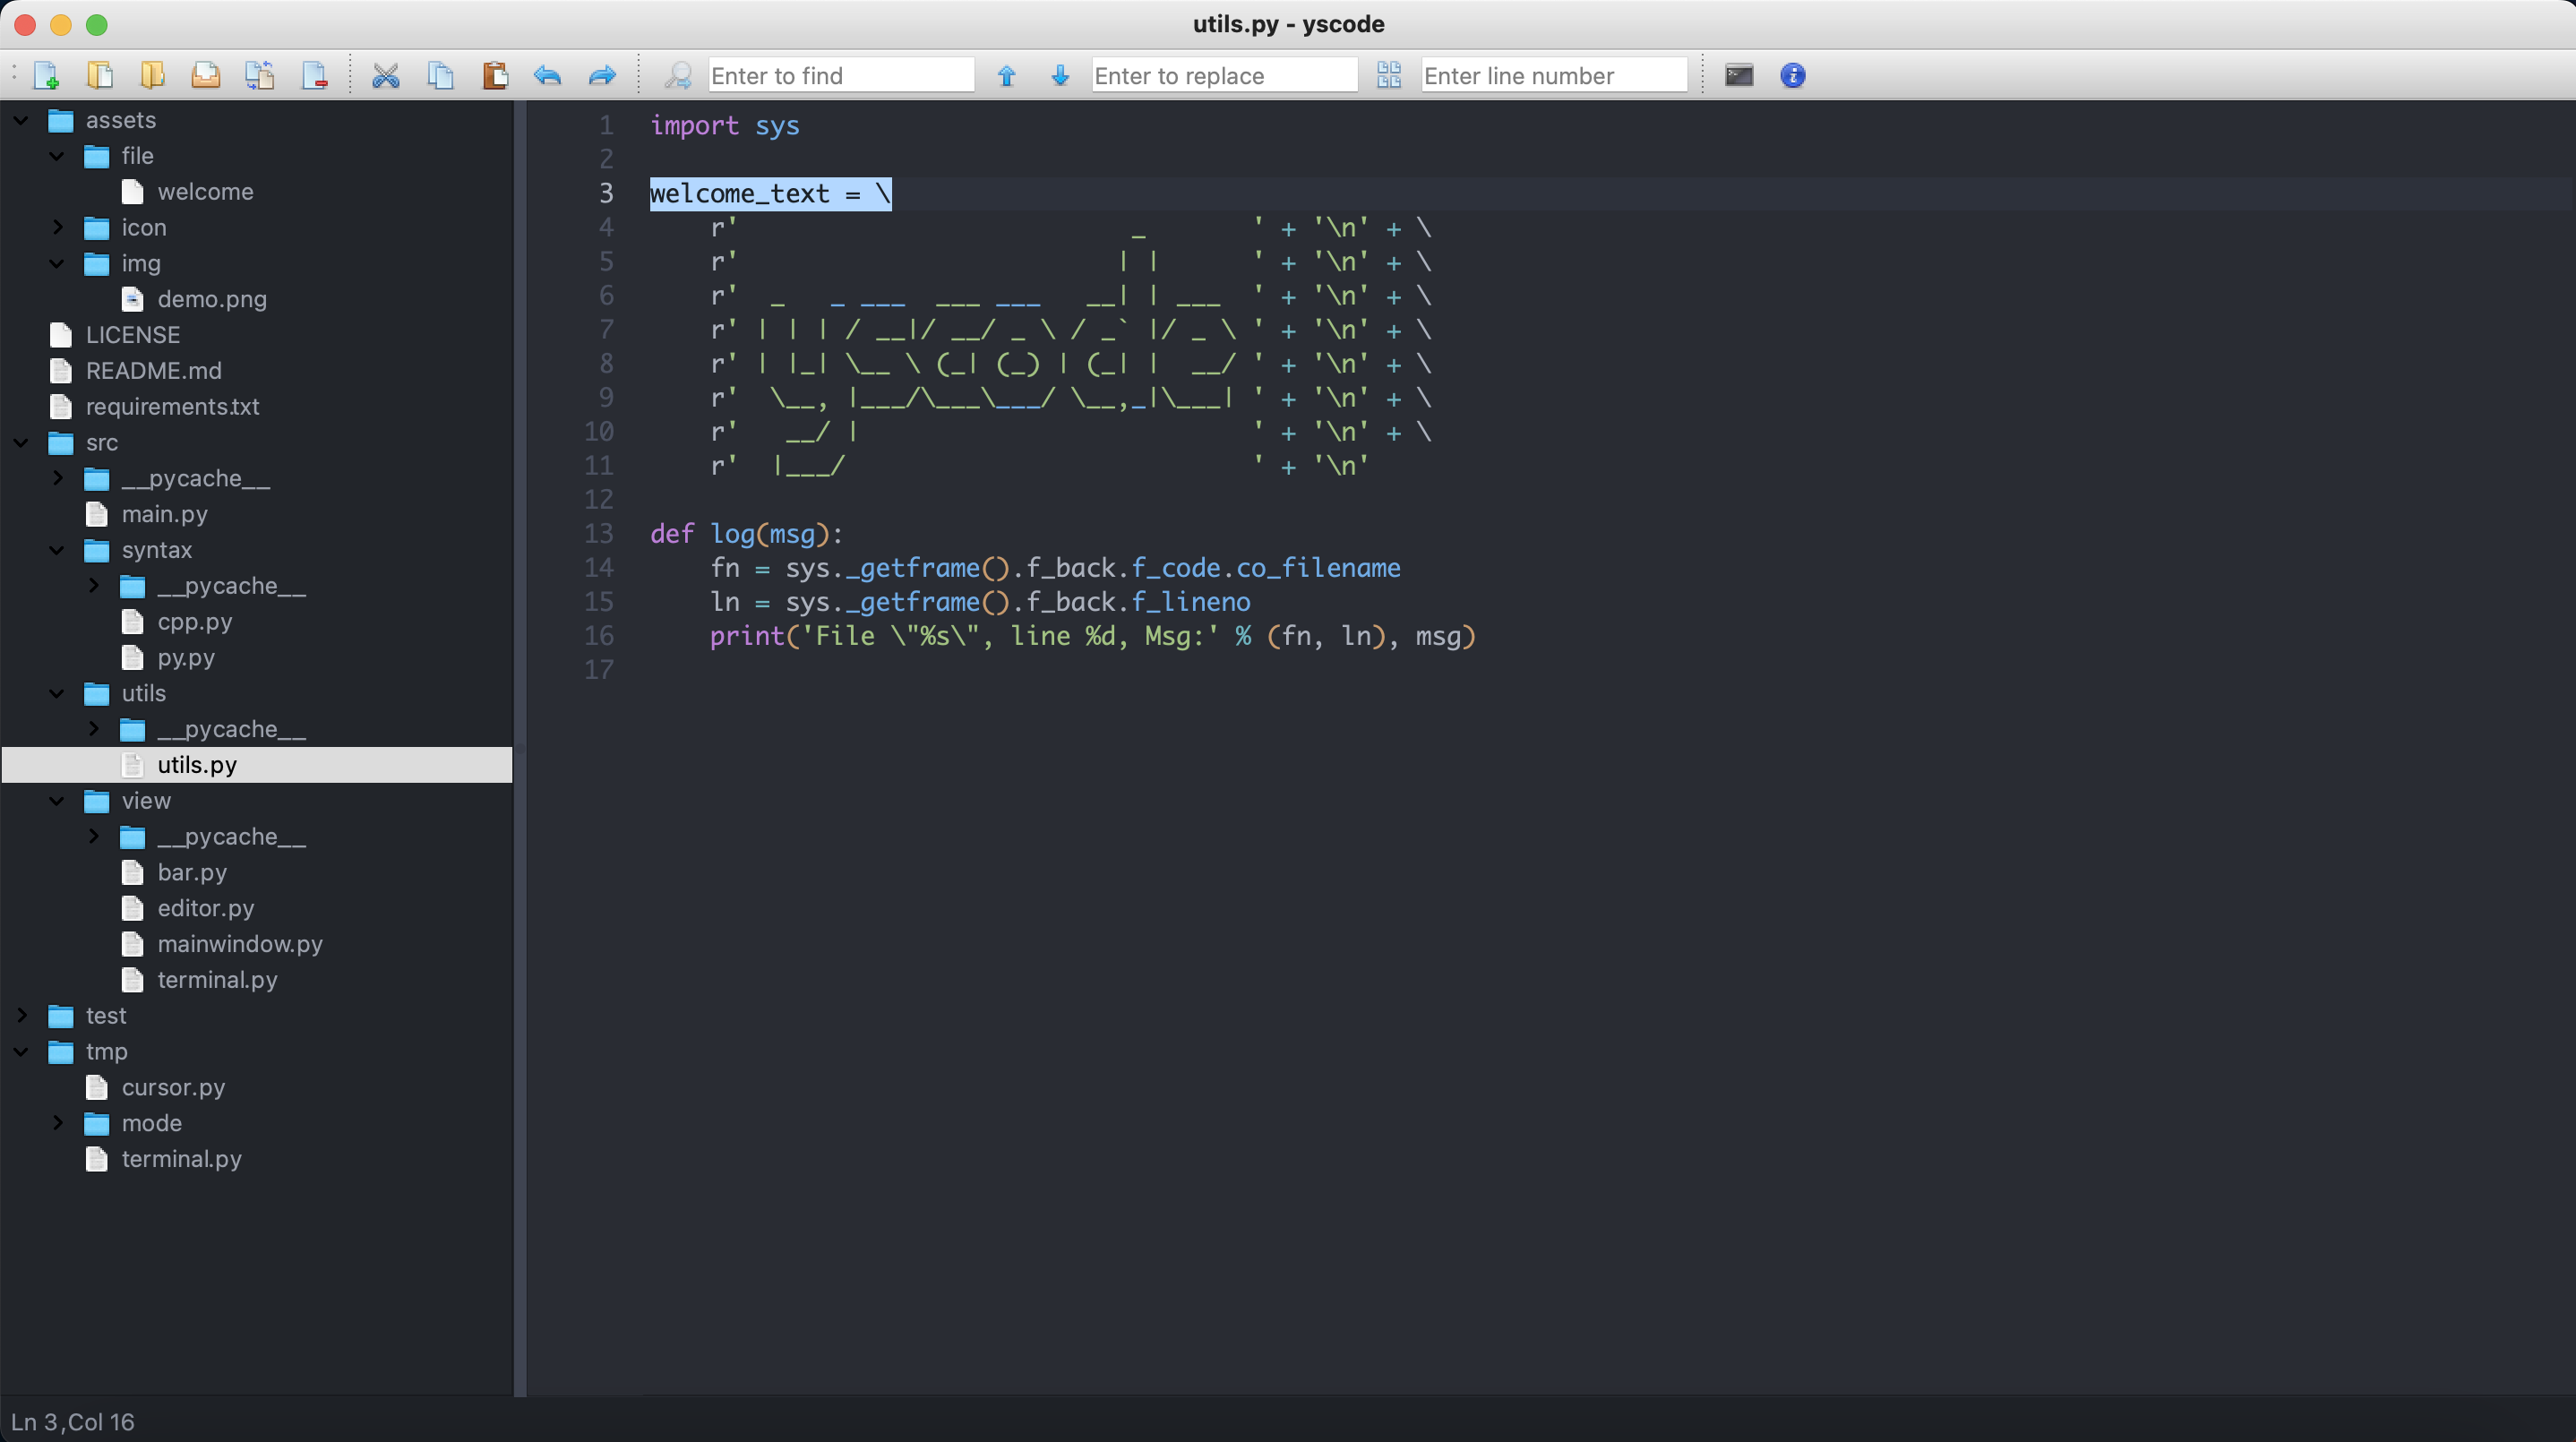 utils.py - yscode
Enter to find
Enter to replace
Enter line number
assets
file
welcome
icon
img
demo.png
LICENSE
README.md
requirements.txt
src
__pycache__
main.py
syntax
__pycache__
cpp.py
py.py
utils
__pycache__
utils.py
view
__pycache__
bar.py
editor.py
mainwindow.py
terminal.py
test
tmp
cursor.py
mode
terminal.py
1 import sys
2
3 welcome_text = \
4     r'                          _       ' + '\n' + \
5     r'                         | |      ' + '\n' + \
6     r'  _   _ ___  ___ ___   __| | ___  ' + '\n' + \
7     r' | | | / __|/ __/ _ \ / _` |/ _ \ ' + '\n' + \
8     r' | |_| \__ \ (_| (_) | (_| |  __/ ' + '\n' + \
9     r'  \__, |___/\___\___/ \__,_|\___| ' + '\n' + \
10     r'   __/ |                          ' + '\n' + \
11     r'  |___/                           ' + '\n'
12
13 def log(msg):
14     fn = sys._getframe().f_back.f_code.co_filename
15     ln = sys._getframe().f_back.f_lineno
16     print('File \"%s\", line %d, Msg:' % (fn, ln), msg)
17
Ln 3,Col 16